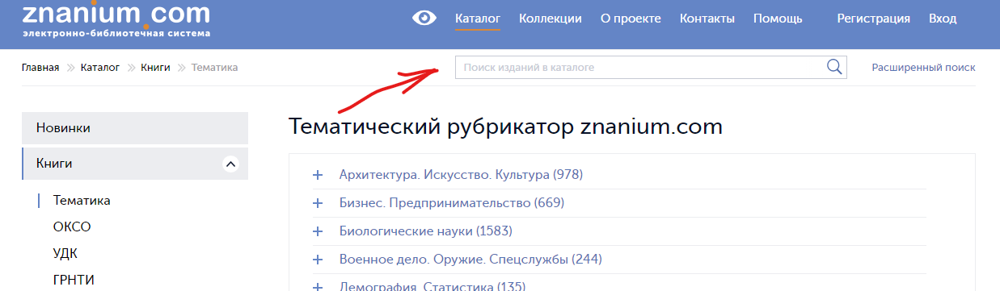 znanium.com
электронно-библиотечная система
Каталог Коллекции О проекте Контакты Помощь Регистрация Вход
Главная Каталог Книги Тематика
Поиск изданий в каталоге
Расширенный поиск
Новинки
Книги
Тематика
ОКСО
УДК
ГРНТИ
Тематический рубрикатор znanium.com
Архитектура. Искусство. Культура (978)
Бизнес. Предпринимательство (669)
Биологические науки (1583)
Военное дело. Оружие. Спецслужбы (244)
Демография. Статистика (135)